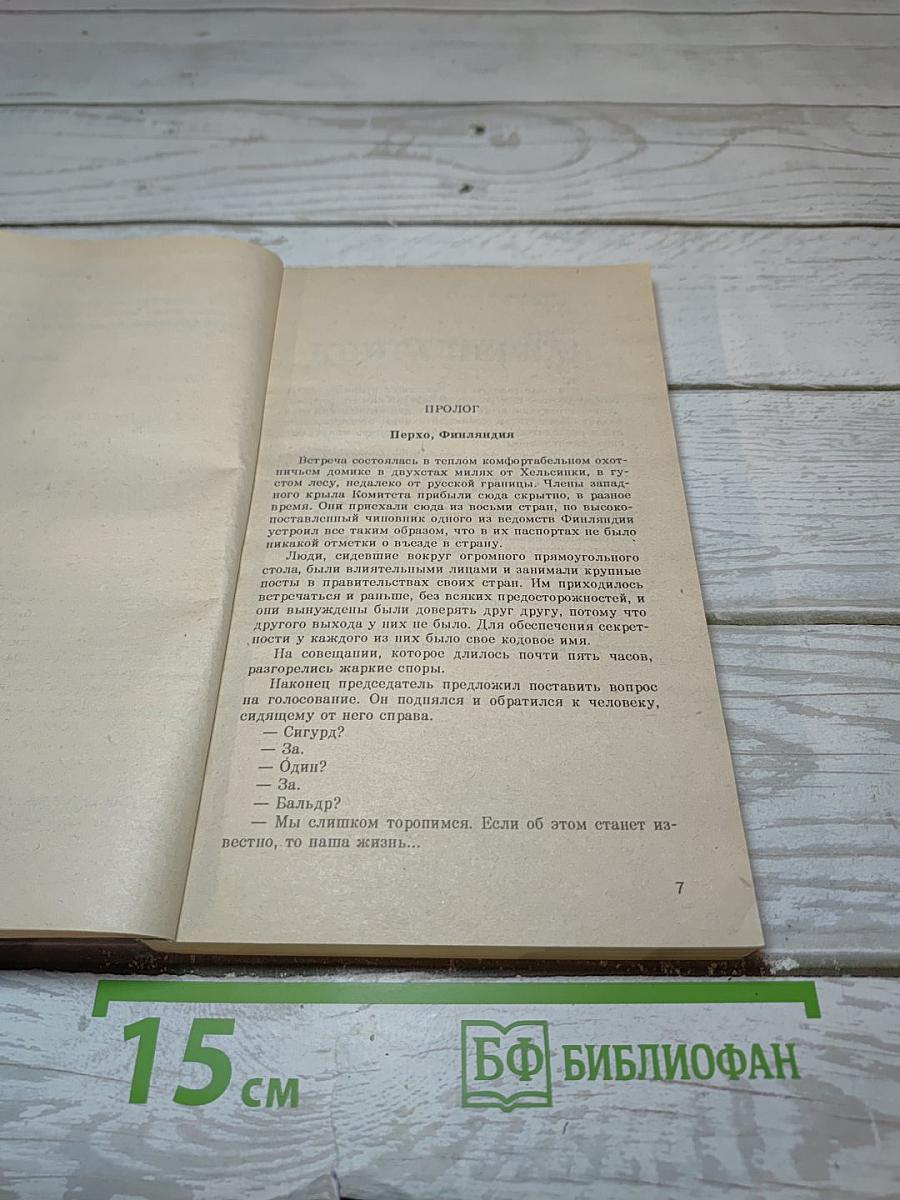 ПРОЛОГ
Перхо, Финляндия
Встреча состоялась в теплом комфортабельном охот-
ничьем домике в двухстах милях от Хельсинки, в гу-
стом лесу, недалеко от русской границы. Члены запад-
ного крыла Комитета прибыли сюда скрытно, в разное
время. Они приехали сюда из восьми стран, но высоко-
поставленный чиновник одного из ведомств Финляндии
устроил все таким образом, что в их паспортах не было
никакой отметки о въезде в страну.
Люди, сидевшие вокруг огромного прямоугольного
стола, были влиятельными лицами и занимали крупные
посты в правительствах своих стран. Им приходилось
встречаться и раньше, без всяких предосторожностей, и
они вынуждены были доверять друг другу, потому что
другого выхода у них не было. Для обеспечения секрет-
ности у каждого из них было свое кодовое имя.
На совещании, которое длилось почти пять часов,
разгорелись жаркие споры.
Наконец председатель предложил поставить вопрос
на голосование. Он поднялся и обратился к человеку,
сидящему от него справа.
— Сигурд?
— За.
— О́дин?
— За.
— Бальдр?
— Мы слишком торопимся. Если об этом станет из-
вестно, то наша жизнь...
7
15 см
БФ БИБЛИОФАН